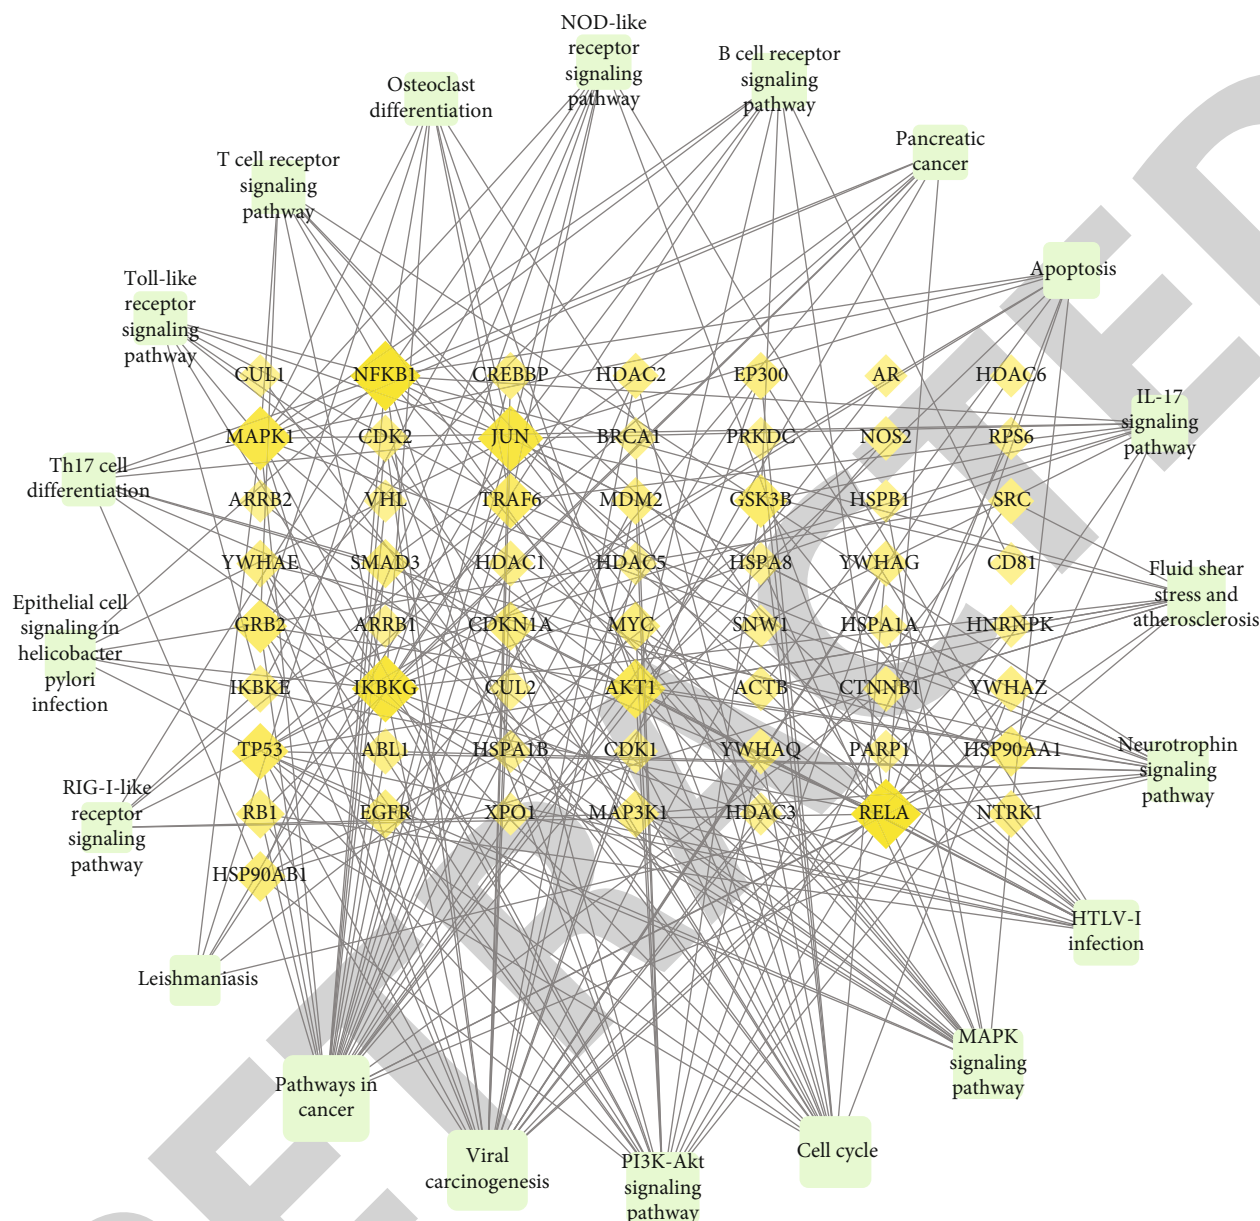 NOD-like
receptor
signaling
pathway
B cell receptor
signaling
pathway
Osteoclast
differentiation
Pancreatic
cancer
T cell receptor
signaling
pathway
Apoptosis
Toll-like
receptor
signaling
pathway
CUL1 NFKB1 CREBBP HDAC2 EP300 AR HDAC6
IL-17
signaling
pathway
MAPK1 CDK2 JUN BRCA1 PRKDC NOS2 RPS6
Th17 cell
differentiation
ARRB2 VHL TRAF6 MDM2 GSK3B HSPB1 SRC
YWHAE SMAD3 HDAC1 HDAC5 HSPA8 YWHAG CD81
Fluid shear
stress and
atherosclerosis
Epithelial cell
signaling in
helicobacter
pylori
infection
GRB2 ARRB1 CDKN1A MYC SNW1 HSPA1A HNRNPK
IKBKE IKBKG CUL2 AKT1 ACTB CTNNB1 YWHAZ
TP53 ABL1 HSPA1B CDK1 YWHAQ PARP1 HSP90AA1
Neurotrophin
signaling
pathway
RIG-I-like
receptor
signaling
pathway
RB1 EGFR XPO1 MAP3K1 HDAC3 RELA NTRK1
HSP90AB1
HTLV-I
infection
Leishmaniasis
MAPK
signaling
pathway
Pathways in
cancer
Viral
carcinogenesis
PI3K-Akt
signaling
pathway
Cell cycle
RETRACTED